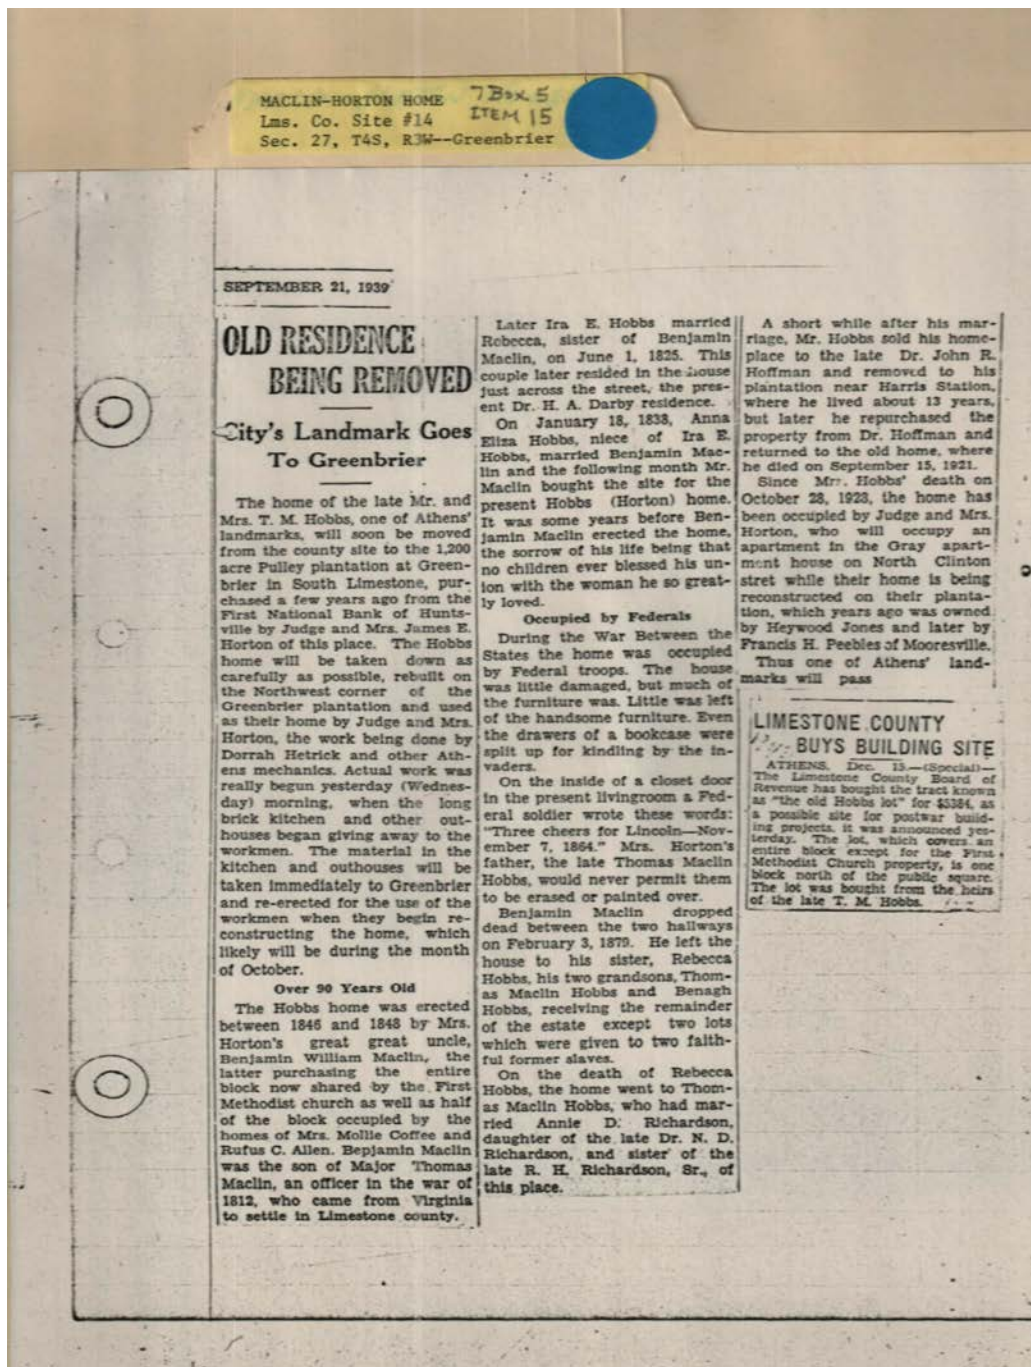 MACLIN-HORTON HOME
7 Box 5
Lms. Co. Site #14
ITEM 15
Sec. 27, T4S, R3W--Greenbrier
SEPTEMBER 21, 1939
OLD RESIDENCE
BEING REMOVED
City's Landmark Goes
To Greenbrier
The home of the late Mr. and
Mrs. T. M. Hobbs, one of Athens'
landmarks, will soon be moved
from the county site to the 1,200
acre Pulley plantation at Green-
brier in South Limestone, pur-
chased a few years ago from the
First National Bank of Hunts-
ville by Judge and Mrs. James E.
Horton of this place. The Hobbs
home will be taken down as
carefully as possible, rebuilt on
the Northwest corner of the
Greenbrier plantation and used
as their home by Judge and Mrs.
Horton, the work being done by
Dorrah Hetrick and other Ath-
ens mechanics. Actual work was
really begun yesterday (Wednes-
day) morning, when the long
brick kitchen and other out-
houses began giving away to the
workmen. The material in the
kitchen and outhouses will be
taken immediately to Greenbrier
and re-erected for the use of the
workmen when they begin re-
constructing the home, which
likely will be during the month
of October.
Over 90 Years Old
The Hobbs home was erected
between 1846 and 1848 by Mrs.
Horton's great great uncle,
Benjamin William Maclin, the
latter purchasing the entire
block now shared by the First
Methodist church as well as half
of the block occupied by the
homes of Mrs. Mollie Coffee and
Rufus C. Allen. Bepjamin Maclin
was the son of Major Thomas
Maclin, an officer in the war of
1812, who came from Virginia
to settle in Limestone county.
Later Ira E. Hobbs married
Rebecca, sister of Benjamin
Maclin, on June 1, 1825. This
couple later resided in the house
just across the street, the pres-
ent Dr. H. A. Darby residence.
On January 18, 1838, Anna
Eliza Hobbs, niece of Ira E.
Hobbs, married Benjamin Mac-
lin and the following month Mr.
Maclin bought the site for the
present Hobbs (Horton) home.
It was some years before Ben-
jamin Maclin erected the home,
the sorrow of his life being that
no children ever blessed his un-
ion with the woman he so great-
ly loved.
Occupied by Federals
During the War Between the
States the home was occupied
by Federal troops. The house
was little damaged, but much of
the furniture was. Little was left
of the handsome furniture. Even
the drawers of a bookcase were
split up for kindling by the in-
vaders.
On the inside of a closet door
in the present livingroom a Fed-
eral soldier wrote these words:
"Three cheers for Lincoln—Nov-
ember 7, 1864." Mrs. Horton's
father, the late Thomas Maclin
Hobbs, would never permit them
to be erased or painted over.
Benjamin Maclin dropped
dead between the two hallways
on February 3, 1879. He left the
house to his sister, Rebecca
Hobbs, his two grandsons, Thom-
as Maclin Hobbs and Benagh
Hobbs, receiving the remainder
of the estate except two lots
which were given to two faith-
ful former slaves.
On the death of Rebecca
Hobbs, the home went to Thom-
as Maclin Hobbs, who had mar-
ried Annie D. Richardson,
daughter of the late Dr. N. D.
Richardson, and sister of the
late R. H. Richardson, Sr., of
this place.
A short while after his mar-
riage, Mr. Hobbs sold his home-
place to the late Dr. John R.
Hoffman and removed to his
plantation near Harris Station,
where he lived about 13 years,
but later he repurchased the
property from Dr. Hoffman and
returned to the old home, where
he died on September 15, 1921.
Since Mrs. Hobbs' death on
October 28, 1923, the home has
been occupied by Judge and Mrs.
Horton, who will occupy an
apartment in the Gray apart-
ment house on North Clinton
stret while their home is being
reconstructed on their planta-
tion, which years ago was owned
by Heywood Jones and later by
Francis H. Peebles of Mooresville.
Thus one of Athens' land-
marks will pass
LIMESTONE COUNTY
BUYS BUILDING SITE
ATHENS, Dec. 15.—(Special)—
The Limestone County Board of
Revenue has bought the tract known
as "the old Hobbs lot" for $5384, as
a possible site for postwar build-
ing projects, it was announced yes-
terday. The lot, which covers an
entire block except for the First
Methodist Church property, is one
block north of the public square.
The lot was bought from the heirs
of the late T. M. Hobbs.